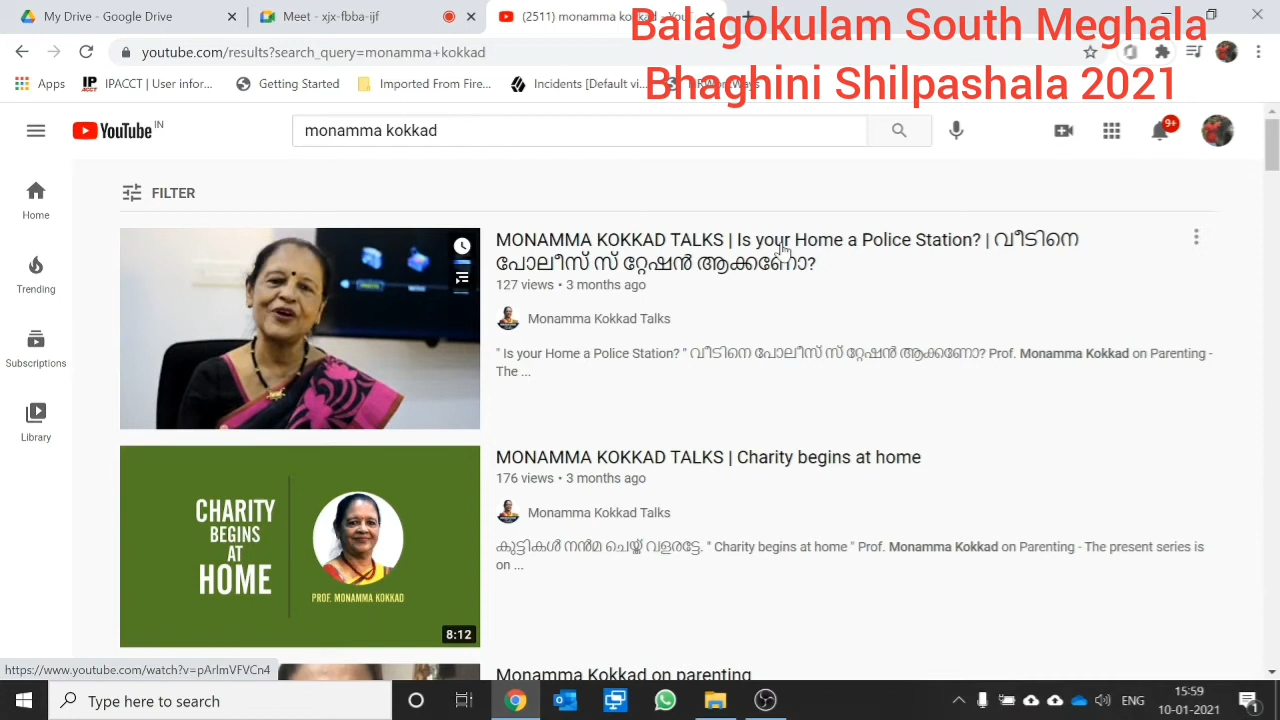 My Drive - Google Drive
Meet - xjx-fbba-ijf
(2511) monamma kokkad
Balagokulam South Meghala
youtube.com/results?search_query=monamma+kokkad
Apps
IPACCT | User infor...
Getting Started
Imported From Fire...
Incidents [Default vi...
Bhaghini Shilpashala 2021
YouTube IN
monamma kokkad
9+
Home
Trending
Subscriptions
Library
FILTER
MONAMMA KOKKAD TALKS | Is your Home a Police Station? | വീടിനെ
പോലീസ് സ് റ്റേഷൻ ആക്കണോ?
127 views • 3 months ago
Monamma Kokkad Talks
" Is your Home a Police Station? " വീടിനെ പോലീസ് സ് റ്റേഷൻ ആക്കണോ? Prof. Monamma Kokkad on Parenting -
The ...
CHARITY
BEGINS
AT
HOME
PROF. MONAMMA KOKKAD
8:12
MONAMMA KOKKAD TALKS | Charity begins at home
176 views • 3 months ago
Monamma Kokkad Talks
കുട്ടികൾ നൻമ ചെയ്ത് വളരട്ടേ. " Charity begins at home " Prof. Monamma Kokkad on Parenting - The present series is
on ...
Monamma Kokkad on parenting
https://www.youtube.com/watch?v=pArImVFVCn4
Type here to search
ENG
15:59
10-01-2021
1